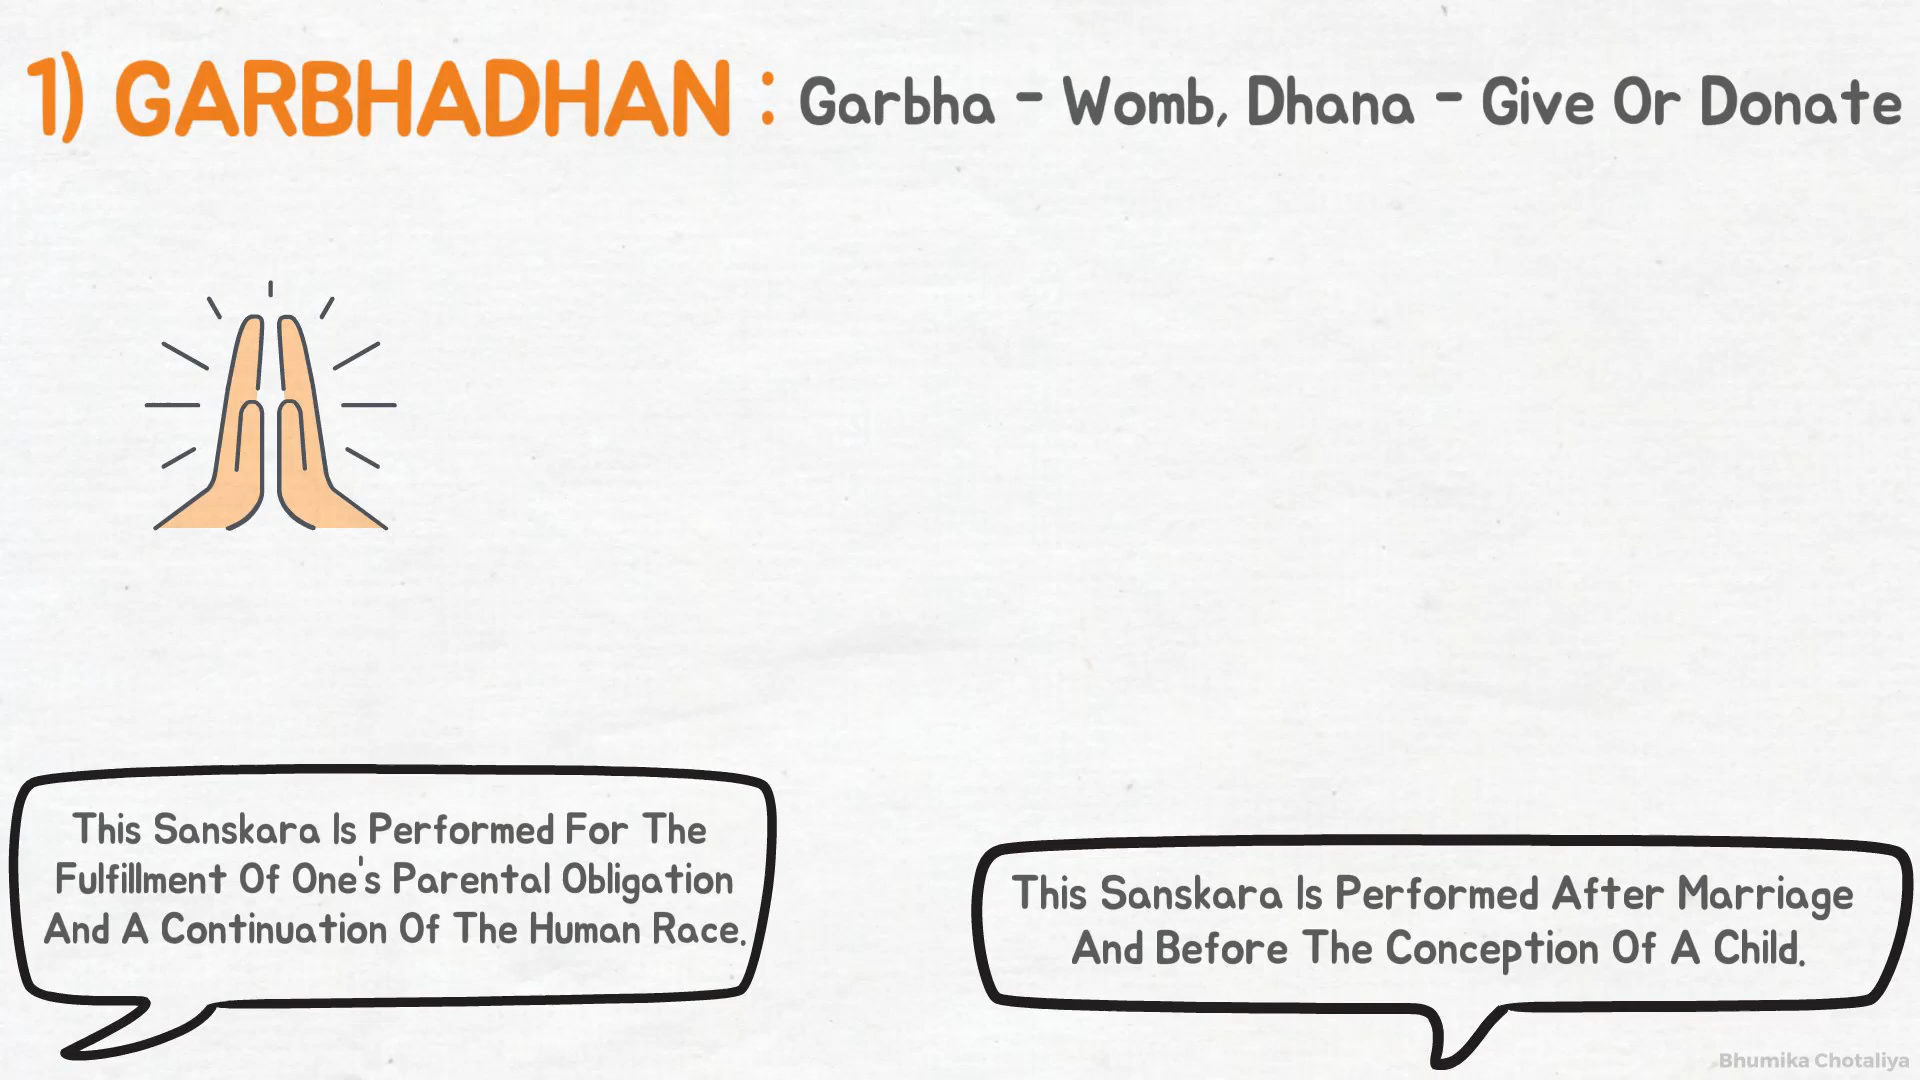 1) GARBHADHAN : Garbha - Womb, Dhana - Give Or Donate
This Sanskara Is Performed For The
Fulfillment Of One's Parental Obligation
And A Continuation Of The Human Race.
This Sanskara Is Performed After Marriage
And Before The Conception Of A Child.
Bhumika Chotaliya